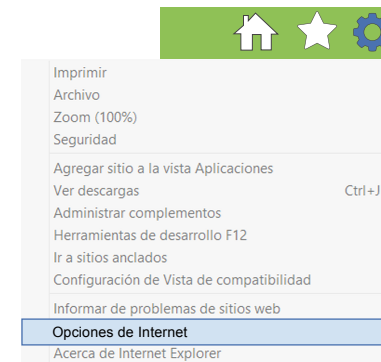 Imprimir
Archivo
Zoom (100%)
Seguridad
Agregar sitio a la vista Aplicaciones
Ver descargas Ctrl+J
Administrar complementos
Herramientas de desarrollo F12
Ir a sitios anclados
Configuración de Vista de compatibilidad
Informar de problemas de sitios web
Opciones de Internet
Acerca de Internet Explorer